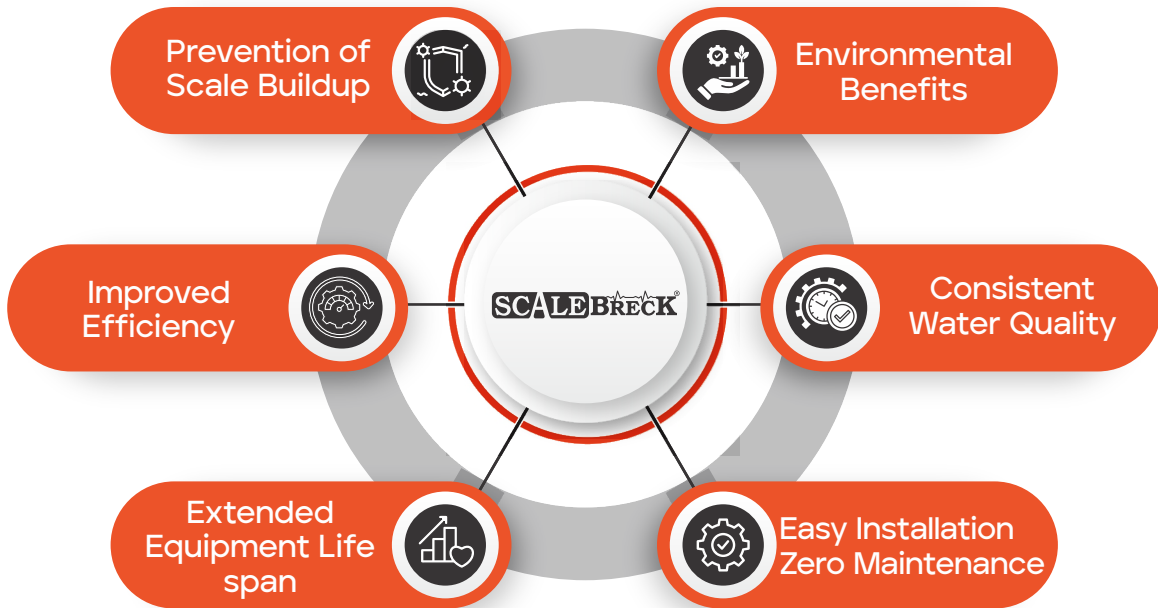 Prevention of
Scale Buildup
Environmental
Benefits
Improved
Efficiency
SCALEBRECK®
Consistent
Water Quality
Extended
Equipment Life
span
Easy Installation
Zero Maintenance